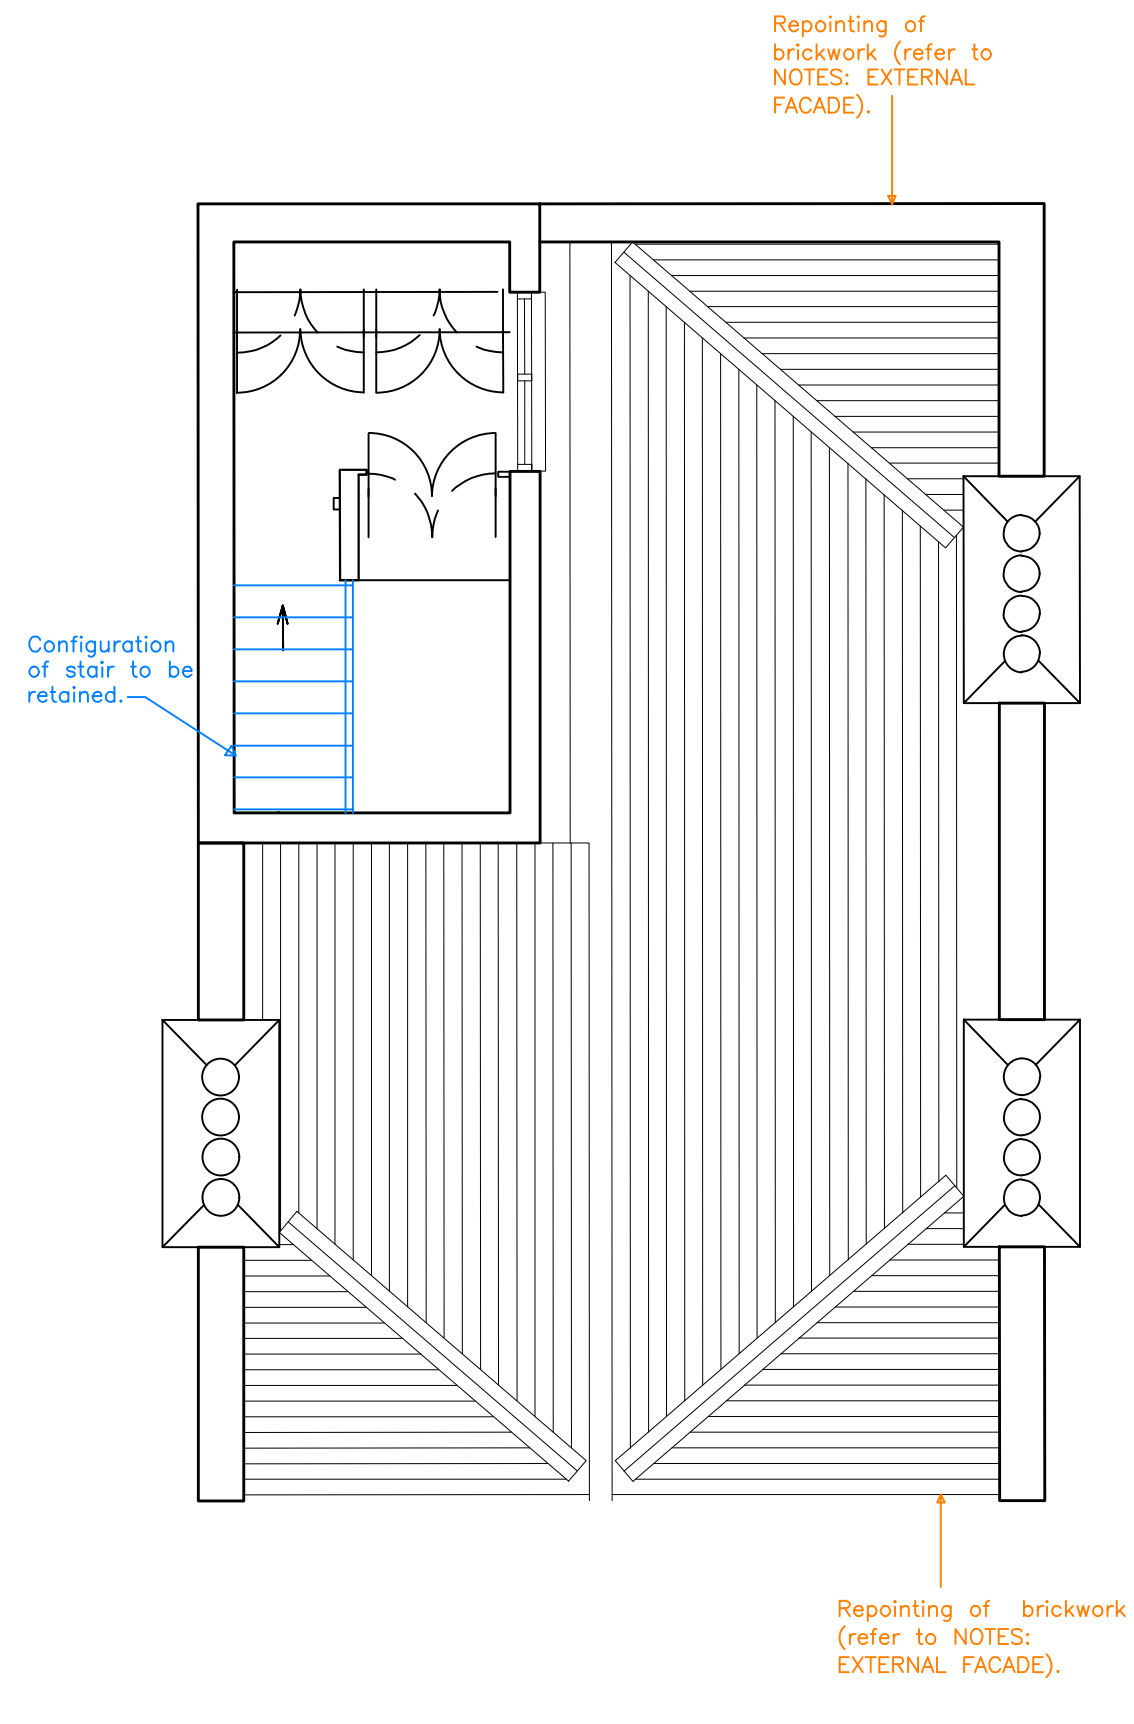 Repointing of
brickwork (refer to
NOTES: EXTERNAL
FACADE).
Configuration
of stair to be
retained.
Repointing of brickwork
(refer to NOTES:
EXTERNAL FACADE).